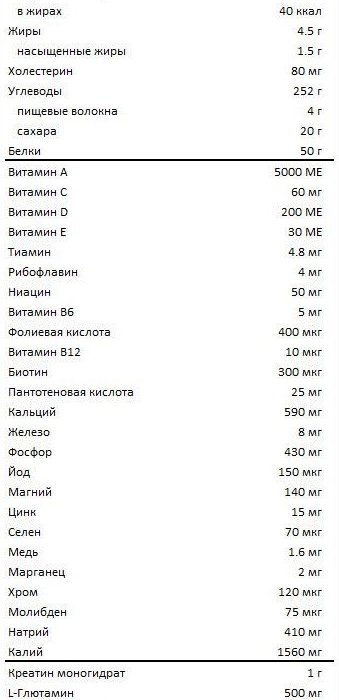 в жирах 40 ккал
Жиры 4.5 г
насыщенные жиры 1.5 г
Холестерин 80 мг
Углеводы 252 г
пищевые волокна 4 г
сахара 20 г
Белки 50 г
Витамин А 5000 МЕ
Витамин С 60 мг
Витамин D 200 МЕ
Витамин Е 30 МЕ
Тиамин 4.8 мг
Рибофлавин 4 мг
Ниацин 50 мг
Витамин В6 5 мг
Фолиевая кислота 400 мкг
Витамин В12 10 мкг
Биотин 300 мкг
Пантотеновая кислота 25 мг
Кальций 590 мг
Железо 8 мг
Фосфор 430 мг
Йод 150 мкг
Магний 140 мг
Цинк 15 мг
Селен 70 мкг
Медь 1.6 мг
Марганец 2 мг
Хром 120 мкг
Молибден 75 мкг
Натрий 410 мг
Калий 1560 мг
Креатин моногидрат 1 г
L-Глютамин 500 мг